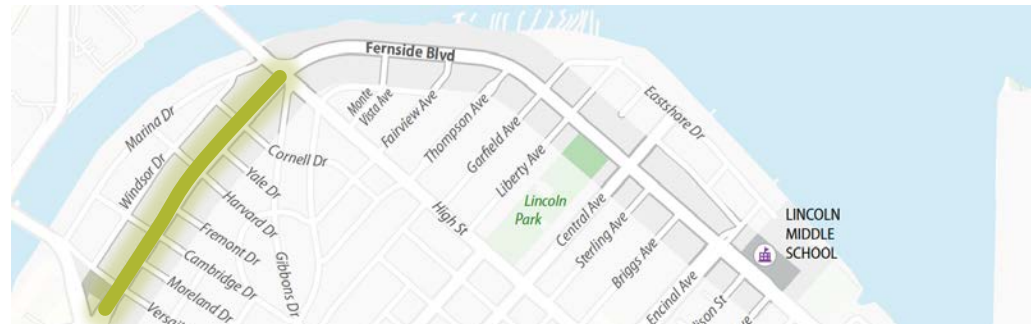 Fernside Blvd
Marina Dr
Windsor Dr
Monte
Vista Ave
Fairview Ave
Thompson Ave
Garfield Ave
Liberty Ave
Eastshore Dr
Cornell Dr
Yale Dr
Harvard Dr
Fremont Dr
Cambridge Dr
Moreland Dr
Gibbons Dr
High St
Lincoln
Park
Central Ave
Sterling Ave
Briggs Ave
Encinal Ave
LINCOLN
MIDDLE
SCHOOL